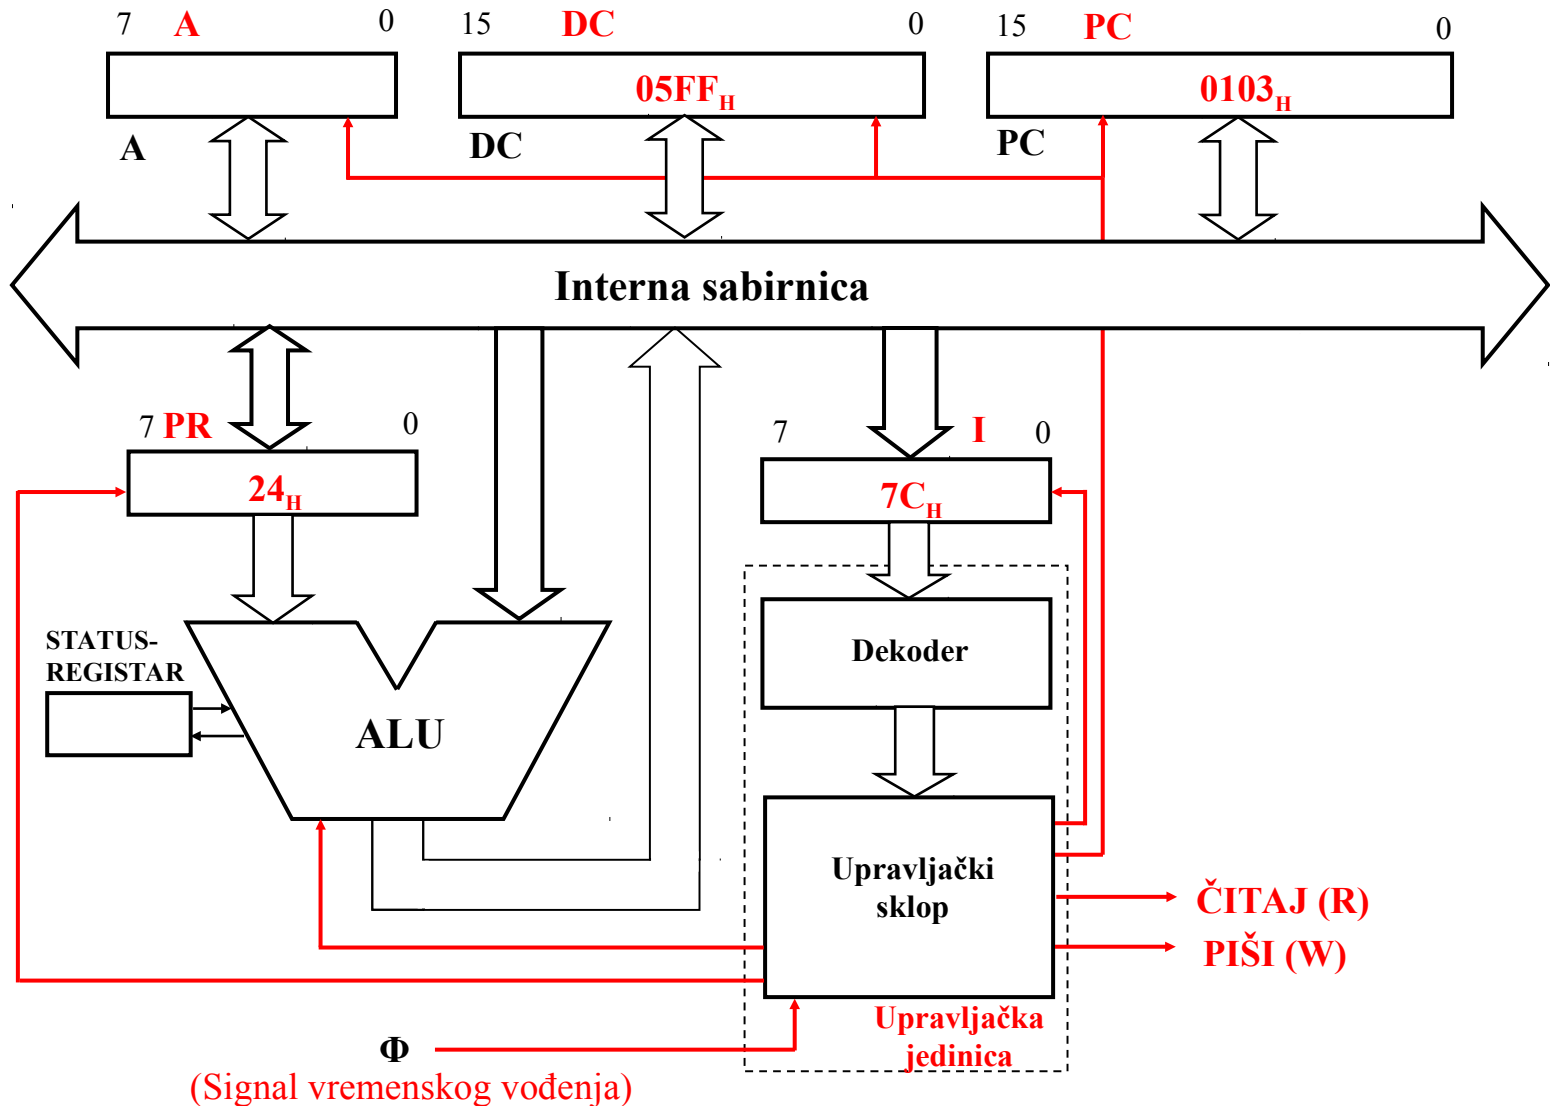 7 A 0
15 DC 0
15 PC 0
05FFH
0103H
A
DC
PC
Interna sabirnica
7 PR 0
7 I 0
24H
7CH
STATUS-
REGISTAR
Dekoder
ALU
Upravljački
sklop
ČITAJ (R)
PIŠI (W)
Upravljačka
jedinica
Φ
(Signal vremenskog vođenja)